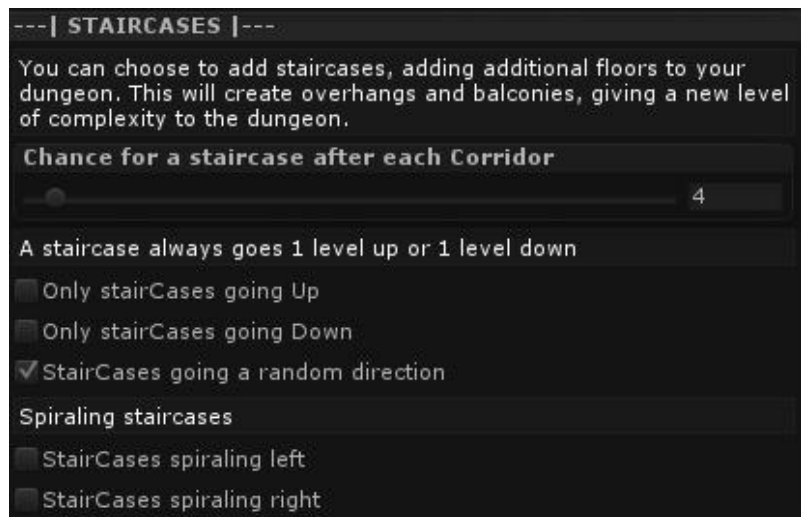 ---| STAIRCASES |---
You can choose to add staircases, adding additional floors to your
dungeon. This will create overhangs and balconies, giving a new level
of complexity to the dungeon.
Chance for a staircase after each Corridor
4
A staircase always goes 1 level up or 1 level down
Only stairCases going Up
Only stairCases going Down
StairCases going a random direction
Spiraling staircases
StairCases spiraling left
StairCases spiraling right